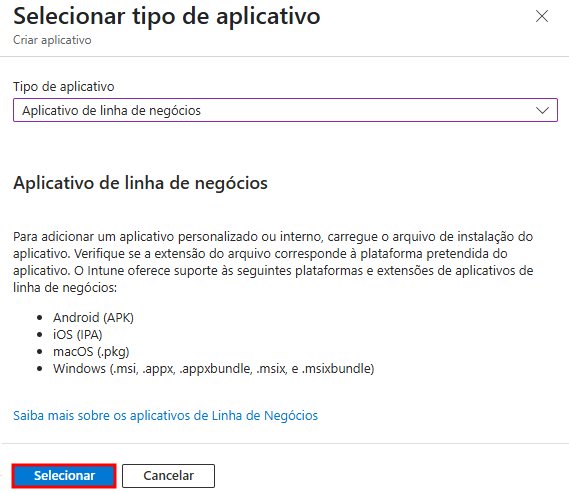 Selecionar tipo de aplicativo
Criar aplicativo
Tipo de aplicativo
Aplicativo de linha de negócios
Aplicativo de linha de negócios
Para adicionar um aplicativo personalizado ou interno, carregue o arquivo de instalação do
aplicativo. Verifique se a extensão do arquivo corresponde à plataforma pretendida do
aplicativo. O Intune oferece suporte às seguintes plataformas e extensões de aplicativos de
linha de negócios:
• Android (APK)
• iOS (IPA)
• macOS (.pkg)
• Windows (.msi, .appx, .appxbundle, .msix, e .msixbundle)
Saiba mais sobre os aplicativos de Linha de Negócios
Selecionar
Cancelar